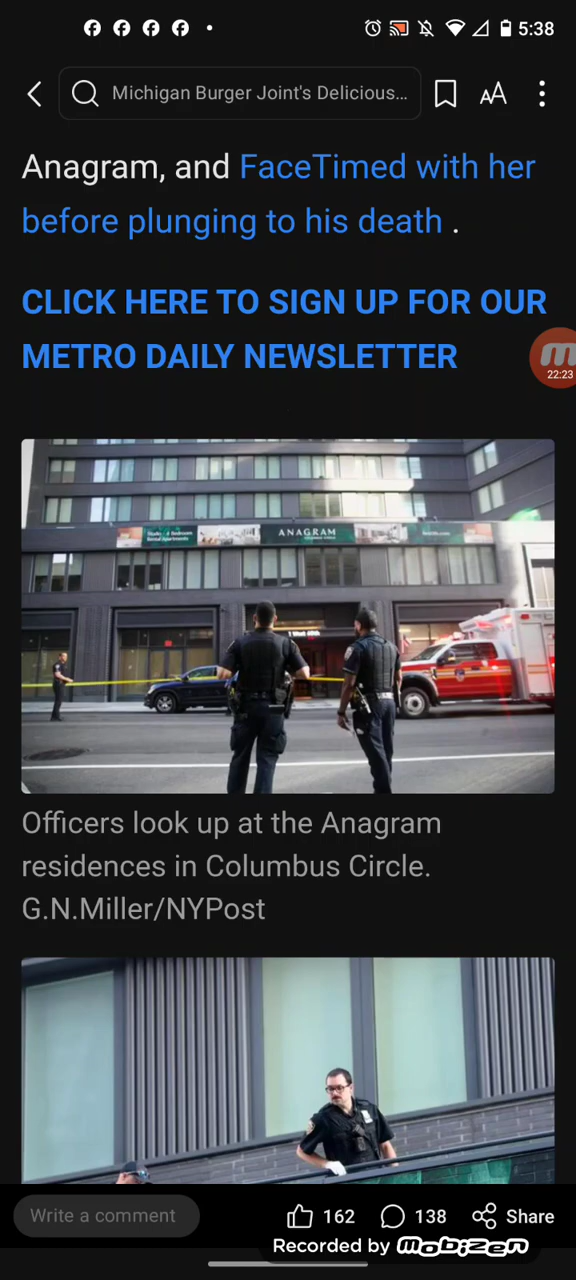 5:38
Michigan Burger Joint's Delicious...
AA
Anagram, and FaceTimed with her
before plunging to his death .
CLICK HERE TO SIGN UP FOR OUR
METRO DAILY NEWSLETTER
22:23
ANAGRAM
Officers look up at the Anagram
residences in Columbus Circle.
G.N.Miller/NYPost
Write a comment
162
138
Share
Recorded by mobizen